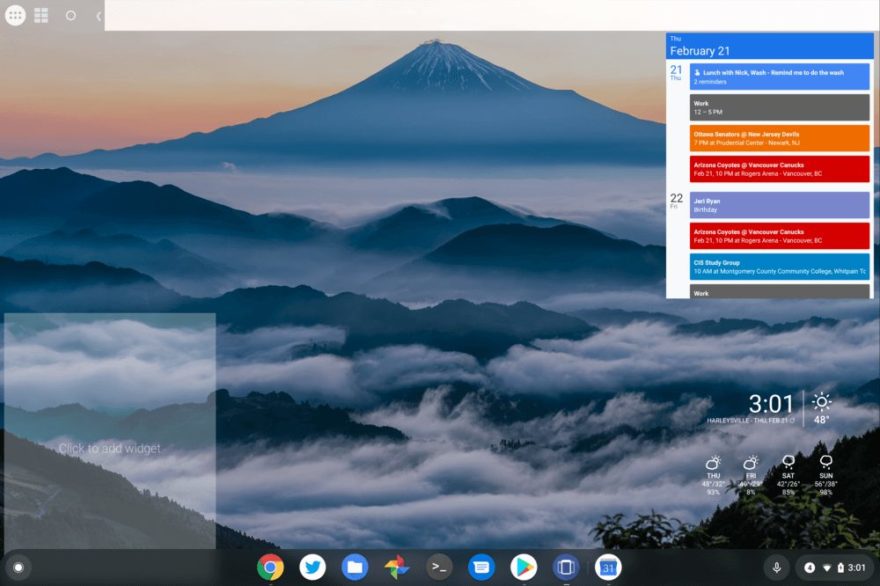 Thu
February 21
21
Thu
Lunch with Nick, Wash - Remind me to do the wash
2 reminders
Work
12 – 5 PM
Ottawa Senators @ New Jersey Devils
7 PM at Prudential Center - Newark, NJ
Arizona Coyotes @ Vancouver Canucks
Feb 21, 10 PM at Rogers Arena - Vancouver, BC
22
Fri
Jeri Ryan
Birthday
Arizona Coyotes @ Vancouver Canucks
Feb 21, 10 PM at Rogers Arena - Vancouver, BC
CIS Study Group
10 AM at Montgomery County Community College, Whitpain To
Work
Click to add widget
3:01
48°
HARLEYSVILLE - THU, FEB 21
THU FRI SAT SUN
48°/32° 42°/26° 56°/38°
93% 8% 85% 98%
>_
31
4
3:01